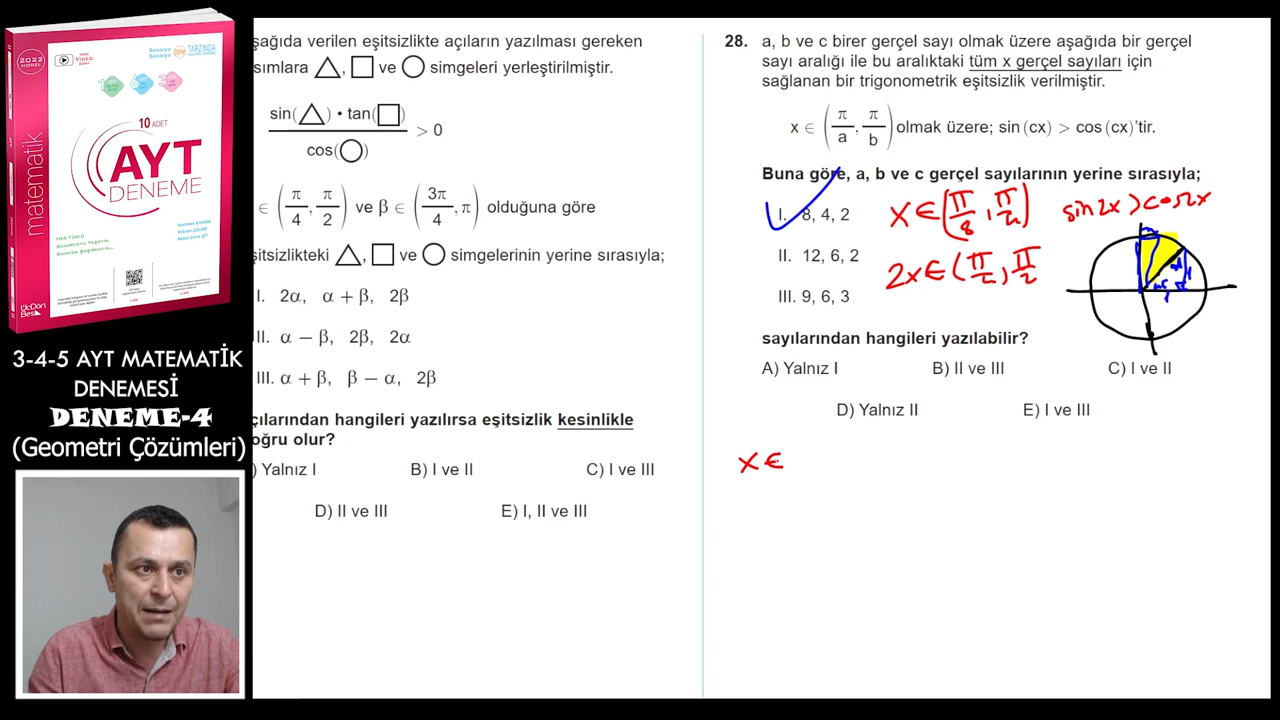 2022 MODEL
VIDEO
Senaryo
Senaryo
TARZINDA
matematik
10 ADET
AYT
DENEME
3-4-5 AYT MATEMATİK
DENEMESİ
DENEME-4
(Geometri Çözümleri)
şağıda verilen eşitsizlikte açıların yazılması gereken
sımlara △, □ ve ○ simgeleri yerleştirilmiştir.
sin(△) • tan(□)
cos(○)
> 0
∈ (π/4, π/2) ve β ∈ (3π/4, π) olduğuna göre
şitsizlikteki △, □ ve ○ simgelerinin yerine sırasıyla;
I. 2α, α + β, 2β
II. α − β, 2β, 2α
III. α + β, β − α, 2β
çılarından hangileri yazılırsa eşitsizlik kesinlikle
oğru olur?
) Yalnız I B) I ve II C) I ve III
D) II ve III E) I, II ve III
28. a, b ve c birer gerçel sayı olmak üzere aşağıda bir gerçel
sayı aralığı ile bu aralıktaki tüm x gerçel sayıları için
sağlanan bir trigonometrik eşitsizlik verilmiştir.
x ∈ (π/a, π/b) olmak üzere; sin (cx) > cos (cx)'tir.
Buna göre, a, b ve c gerçel sayılarının yerine sırasıyla;
I. 8, 4, 2
II. 12, 6, 2
III. 9, 6, 3
sayılarından hangileri yazılabilir?
A) Yalnız I B) II ve III C) I ve II
D) Yalnız II E) I ve III
sin2x > cos2x
x ∈